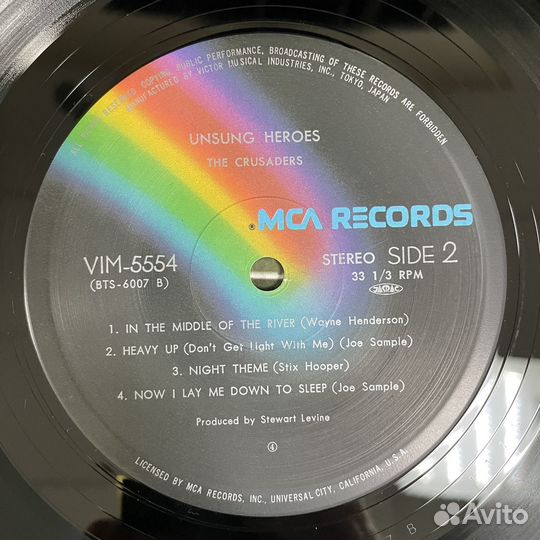 ALL RIGHTS RESERVED COPYING, PUBLIC PERFORMANCE, BROADCASTING OF THESE RECORDS ARE FORBIDDEN
MANUFACTURED BY VICTOR MUSICAL INDUSTRIES, INC., TOKYO, JAPAN
UNSUNG HEROES
THE CRUSADERS
® MCA RECORDS
VIM-5554
(BTS-6007 B)
STEREO SIDE 2
33 1/3 RPM
JASRAC
1. IN THE MIDDLE OF THE RIVER (Wayne Henderson)
2. HEAVY UP (Don't Get Light With Me) (Joe Sample)
3. NIGHT THEME (Stix Hooper)
4. NOW I LAY ME DOWN TO SLEEP (Joe Sample)
Produced by Stewart Levine
④
LICENSED BY MCA RECORDS, INC., UNIVERSAL CITY, CALIFORNIA, U.S.A.
Avito